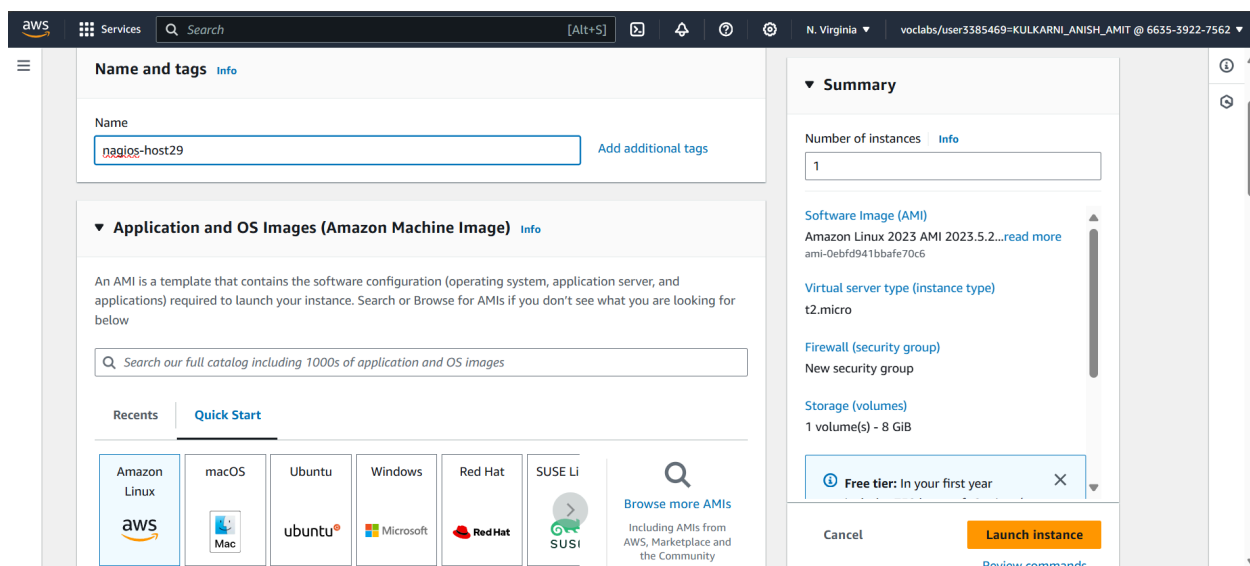 aws
Services
Search
[Alt+S]
N. Virginia
voclabs/user3385469=KULKARNI_ANISH_AMIT @ 6635-3922-7562
Name and tags Info
Name
nagios-host29
Add additional tags
Application and OS Images (Amazon Machine Image) Info
An AMI is a template that contains the software configuration (operating system, application server, and
applications) required to launch your instance. Search or Browse for AMIs if you don't see what you are looking for
below
Search our full catalog including 1000s of application and OS images
Recents
Quick Start
Amazon
Linux
aws
macOS
Mac
Ubuntu
ubuntu®
Windows
Microsoft
Red Hat
Red Hat
SUSE Li
SUS
Browse more AMIs
Including AMIs from
AWS, Marketplace and
the Community
Summary
Number of instances Info
1
Software Image (AMI)
Amazon Linux 2023 AMI 2023.5.2...read more
ami-0ebfd941bbafe70c6
Virtual server type (instance type)
t2.micro
Firewall (security group)
New security group
Storage (volumes)
1 volume(s) - 8 GiB
Free tier: In your first year
Cancel
Launch instance
Review commands